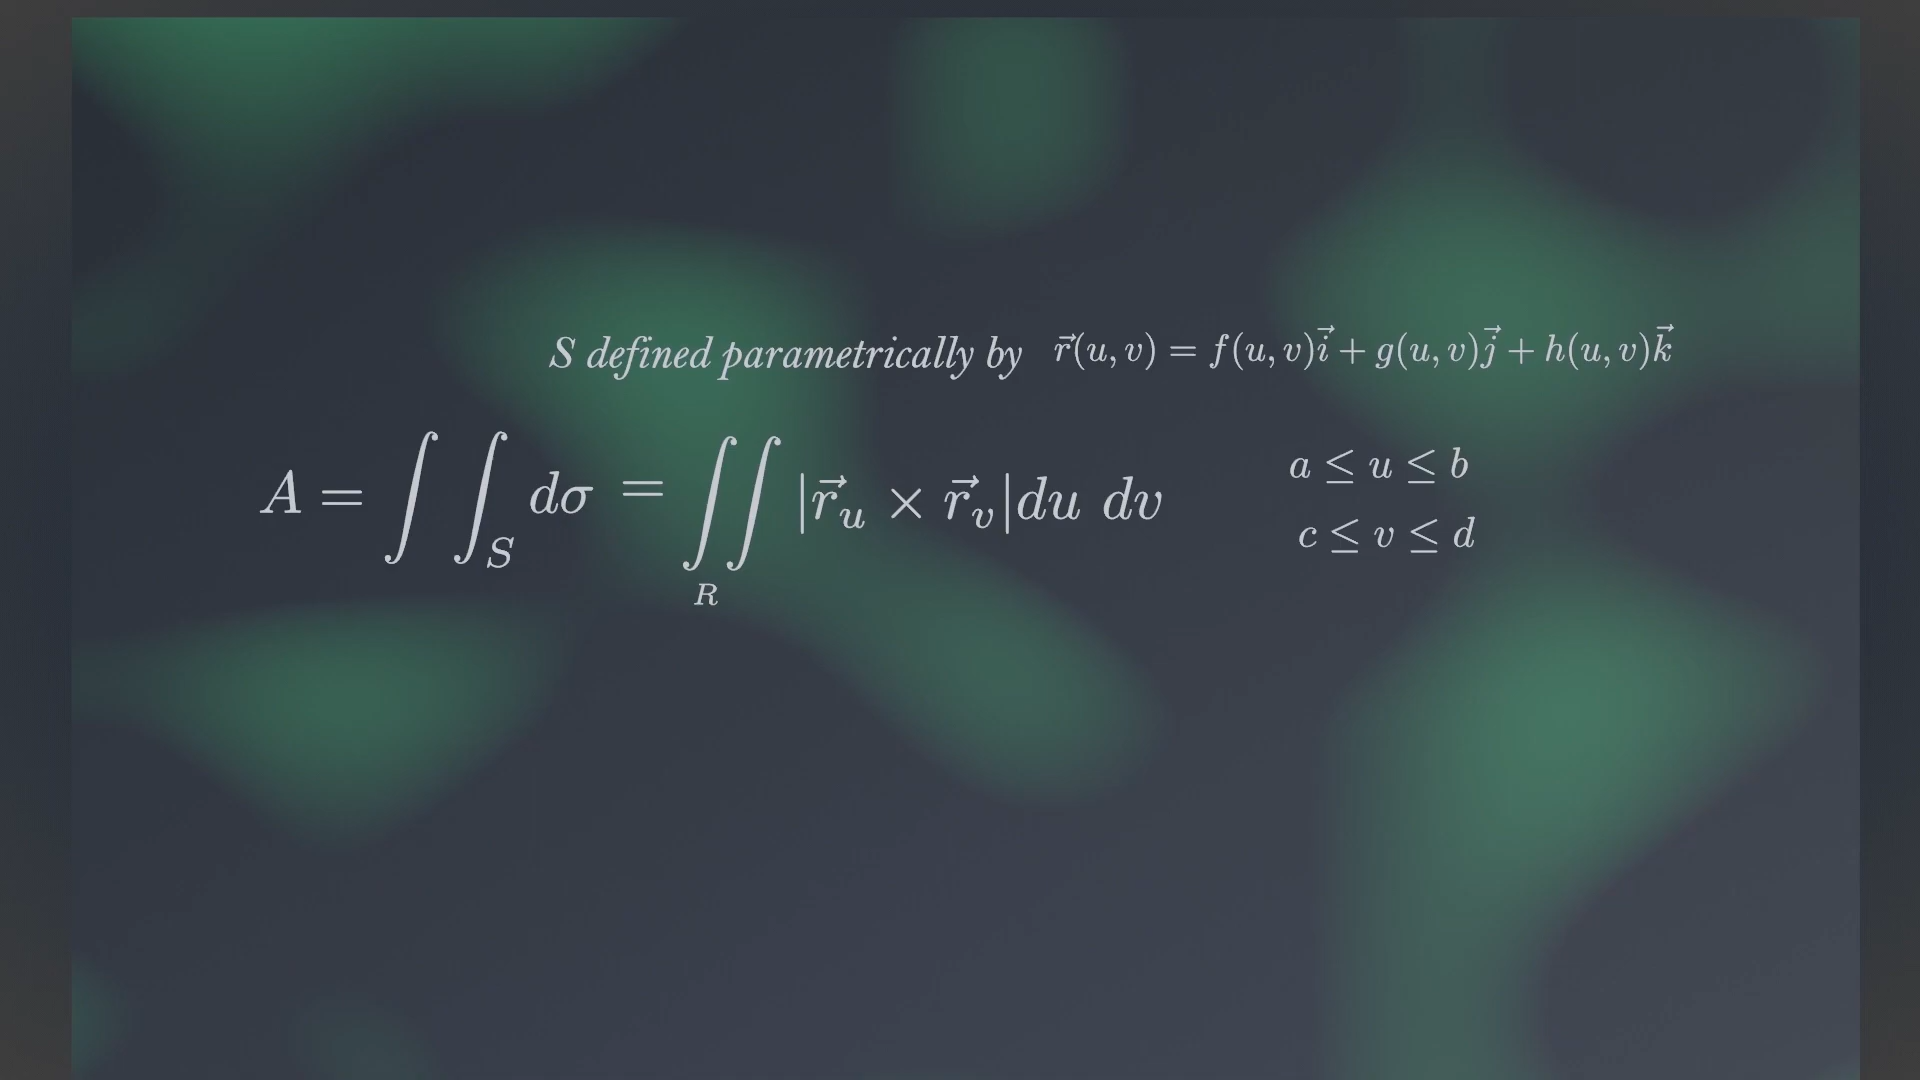 S defined parametrically by r⃗(u, v) = f(u, v)i⃗ + g(u, v)j⃗ + h(u, v)k⃗
A = ∫∫_S dσ = ∬_R |r⃗_u × r⃗_v|du dv
a ≤ u ≤ b
c ≤ v ≤ d